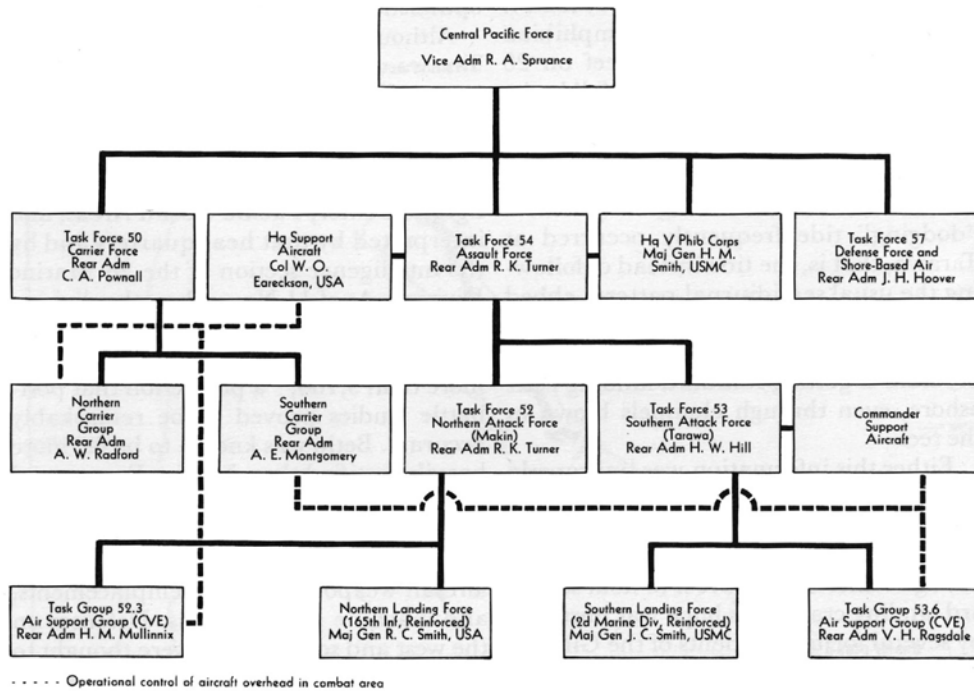 Central Pacific Force
Vice Adm R. A. Spruance
Task Force 50
Carrier Force
Rear Adm
C. A. Pownall
Hq Support
Aircraft
Col W. O.
Eareckson, USA
Task Force 54
Assault Force
Rear Adm R. K. Turner
Hq V Phib Corps
Maj Gen H. M.
Smith, USMC
Task Force 57
Defense Force and
Shore-Based Air
Rear Adm J. H. Hoover
Northern
Carrier
Group
Rear Adm
A. W. Radford
Southern
Carrier
Group
Rear Adm
A. E. Montgomery
Task Force 52
Northern Attack Force
(Makin)
Rear Adm R. K. Turner
Task Force 53
Southern Attack Force
(Tarawa)
Rear Adm H. W. Hill
Commander
Support
Aircraft
Task Group 52.3
Air Support Group (CVE)
Rear Adm H. M. Mullinnix
Northern Landing Force
(165th Inf, Reinforced)
Maj Gen R. C. Smith, USA
Southern Landing Force
(2d Marine Div, Reinforced)
Maj Gen J. C. Smith, USMC
Task Group 53.6
Air Support Group (CVE)
Rear Adm V. H. Ragsdale
- - - - - Operational control of aircraft overhead in combat area